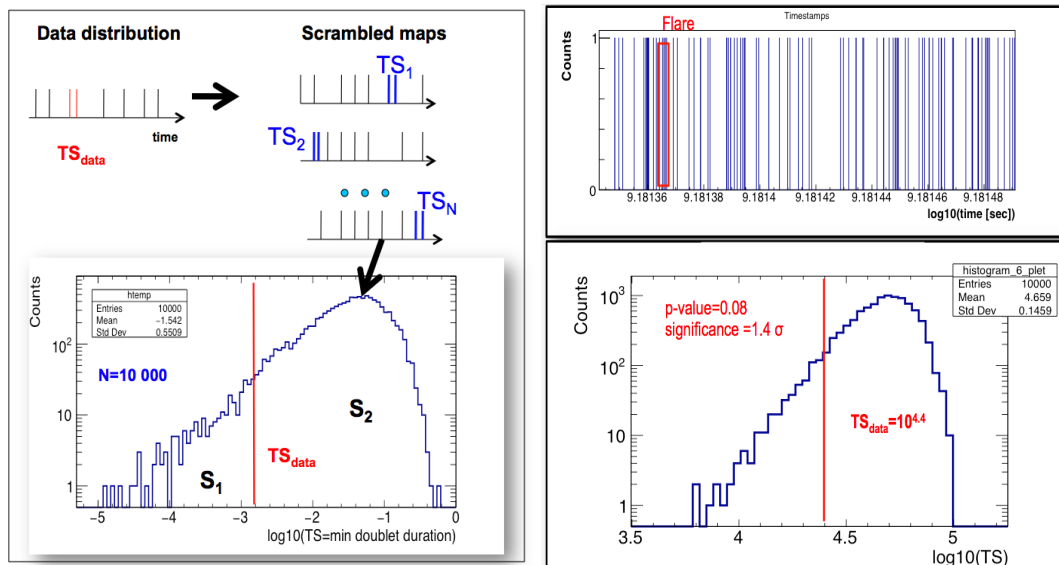 Data distribution
Scrambled maps
TS1
time
TSdata
TS2
TSN
Counts
htemp
Entries 10000
Mean −1.542
Std Dev 0.5509
N=10 000
S1
S2
TSdata
10²
10
1
−5 −4 −3 −2 −1 0
log10(TS=min doublet duration)
Timestamps
Flare
Counts
1
0
9.18136 9.18138 9.1814 9.18142 9.18144 9.18146 9.18148
log10(time [sec])
histogram_6_plet
Entries 10000
Mean 4.659
Std Dev 0.1459
Counts
10³
10²
10
1
p-value=0.08
significance =1.4 σ
TSdata=10^4.4
3.5 4 4.5 5
log10(TS)